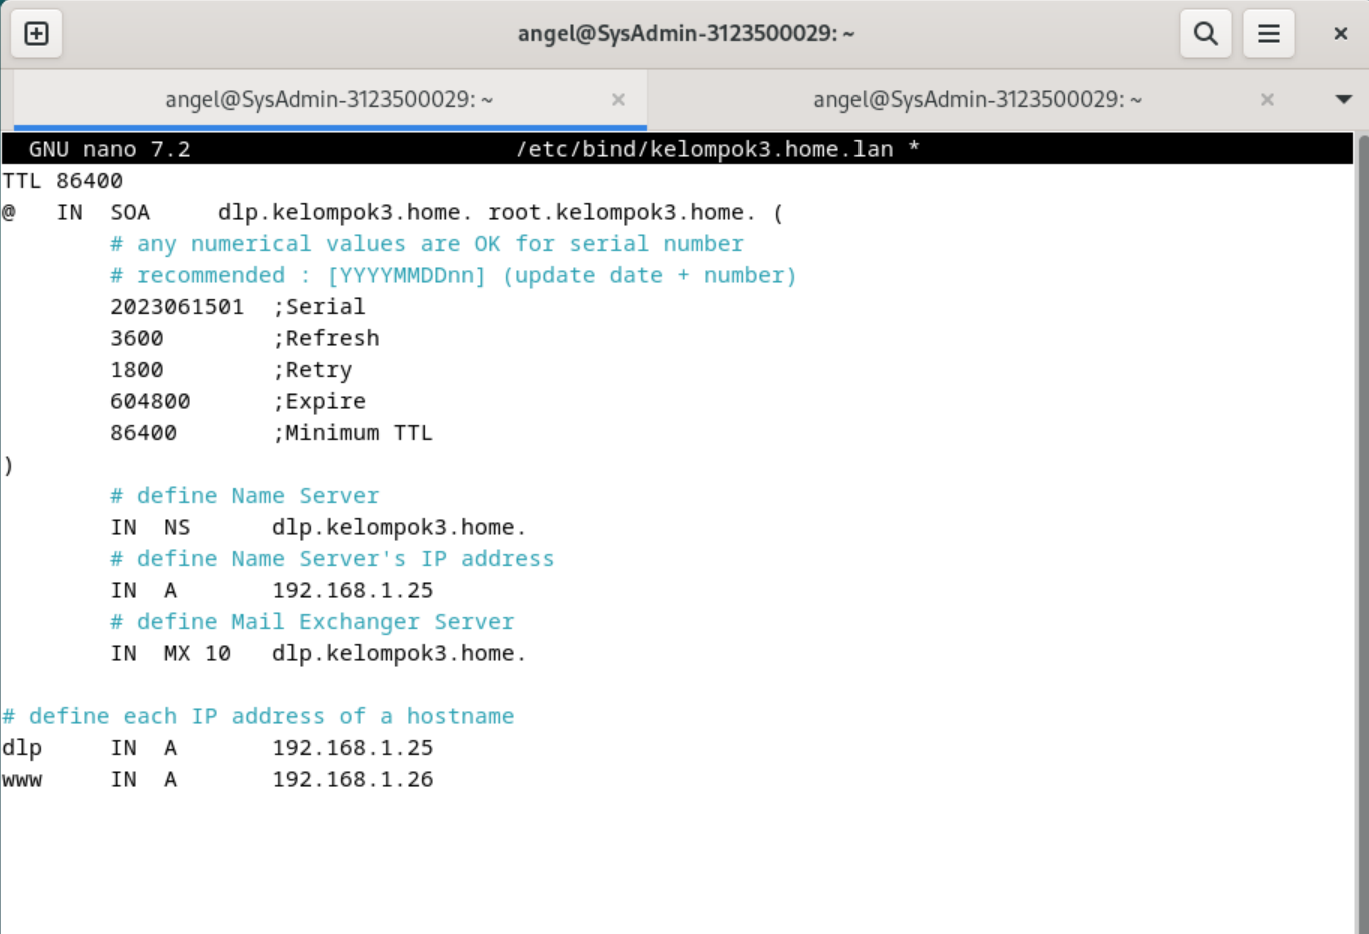 angel@SysAdmin-3123500029: ~
angel@SysAdmin-3123500029: ~
angel@SysAdmin-3123500029: ~
GNU nano 7.2 /etc/bind/kelompok3.home.lan *
TTL 86400
@ IN SOA dlp.kelompok3.home. root.kelompok3.home. (
# any numerical values are OK for serial number
# recommended : [YYYYMMDDnn] (update date + number)
2023061501 ;Serial
3600 ;Refresh
1800 ;Retry
604800 ;Expire
86400 ;Minimum TTL
)
# define Name Server
IN NS dlp.kelompok3.home.
# define Name Server's IP address
IN A 192.168.1.25
# define Mail Exchanger Server
IN MX 10 dlp.kelompok3.home.
# define each IP address of a hostname
dlp IN A 192.168.1.25
www IN A 192.168.1.26